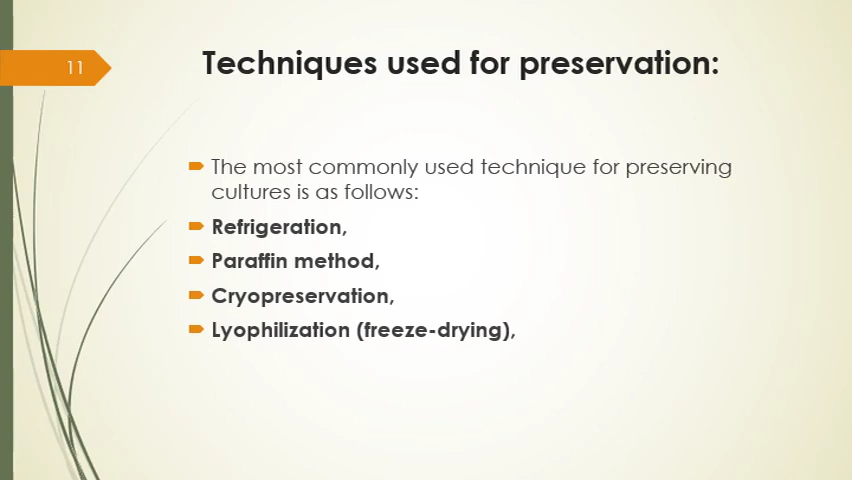 11
Techniques used for preservation:
The most commonly used technique for preserving
cultures is as follows:
Refrigeration,
Paraffin method,
Cryopreservation,
Lyophilization (freeze-drying),